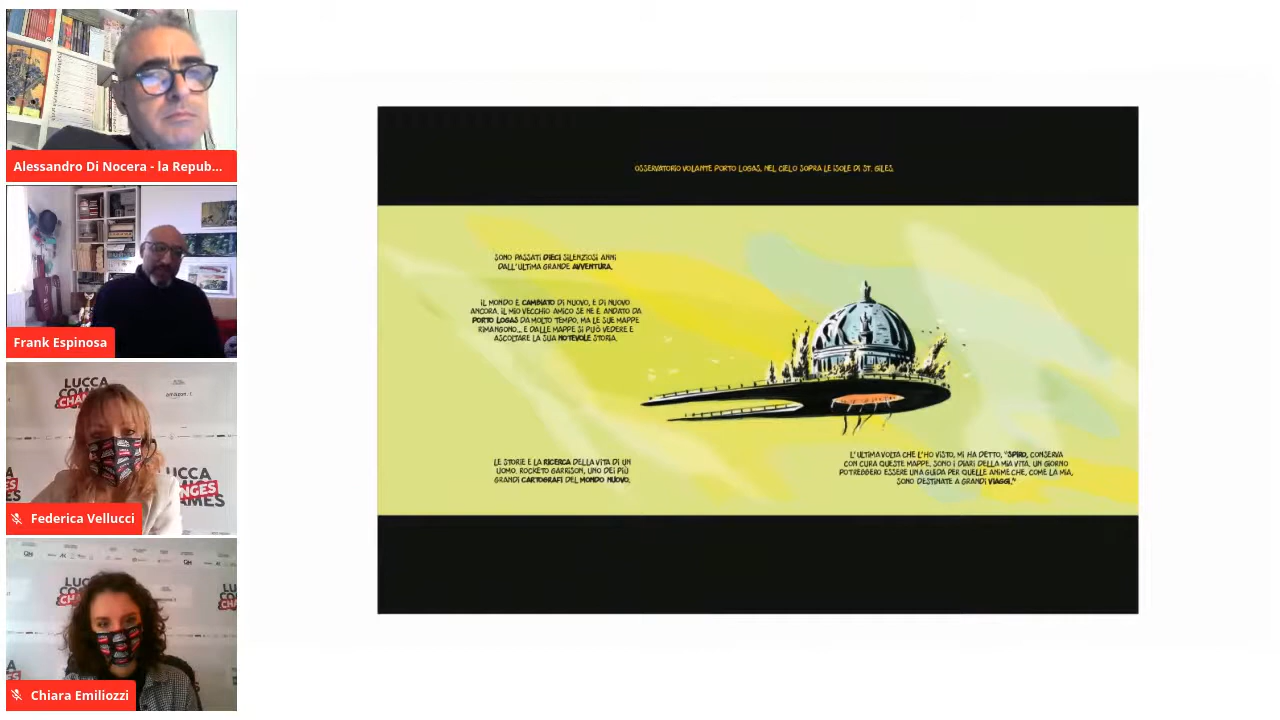 Alessandro Di Nocera - la Repub...
Frank Espinosa
LUCCA
COMICS
CHANGES
GAMES
Federica Vellucci
LUCCA
Chiara Emiliozzi
OSSERVATORIO VOLANTE PORTO LOGAS, NEL CIELO SOPRA LE ISOLE DI ST. GILES.
SONO PASSATI DIECI SILENZIOSI ANNI
DALL'ULTIMA GRANDE AVVENTURA.
IL MONDO È CAMBIATO DI NUOVO, E DI NUOVO
ANCORA. IL MIO VECCHIO AMICO SE NE È ANDATO DA
PORTO LOGAS DA MOLTO TEMPO, MA LE SUE MAPPE
RIMANGONO... E DALLE MAPPE SI PUÒ VEDERE E
ASCOLTARE LA SUA NOTEVOLE STORIA.
LE STORIE E LA RICERCA DELLA VITA DI UN
UOMO. ROCKETO GARRISON, UNO DEI PIÙ
GRANDI CARTOGRAFI DEL MONDO NUOVO.
L'ULTIMA VOLTA CHE L'HO VISTO, MI HA DETTO, "SPIRO, CONSERVA
CON CURA QUESTE MAPPE, SONO I DIARI DELLA MIA VITA. UN GIORNO
POTREBBERO ESSERE UNA GUIDA PER QUELLE ANIME CHE, COME LA MIA,
SONO DESTINATE A GRANDI VIAGGI."